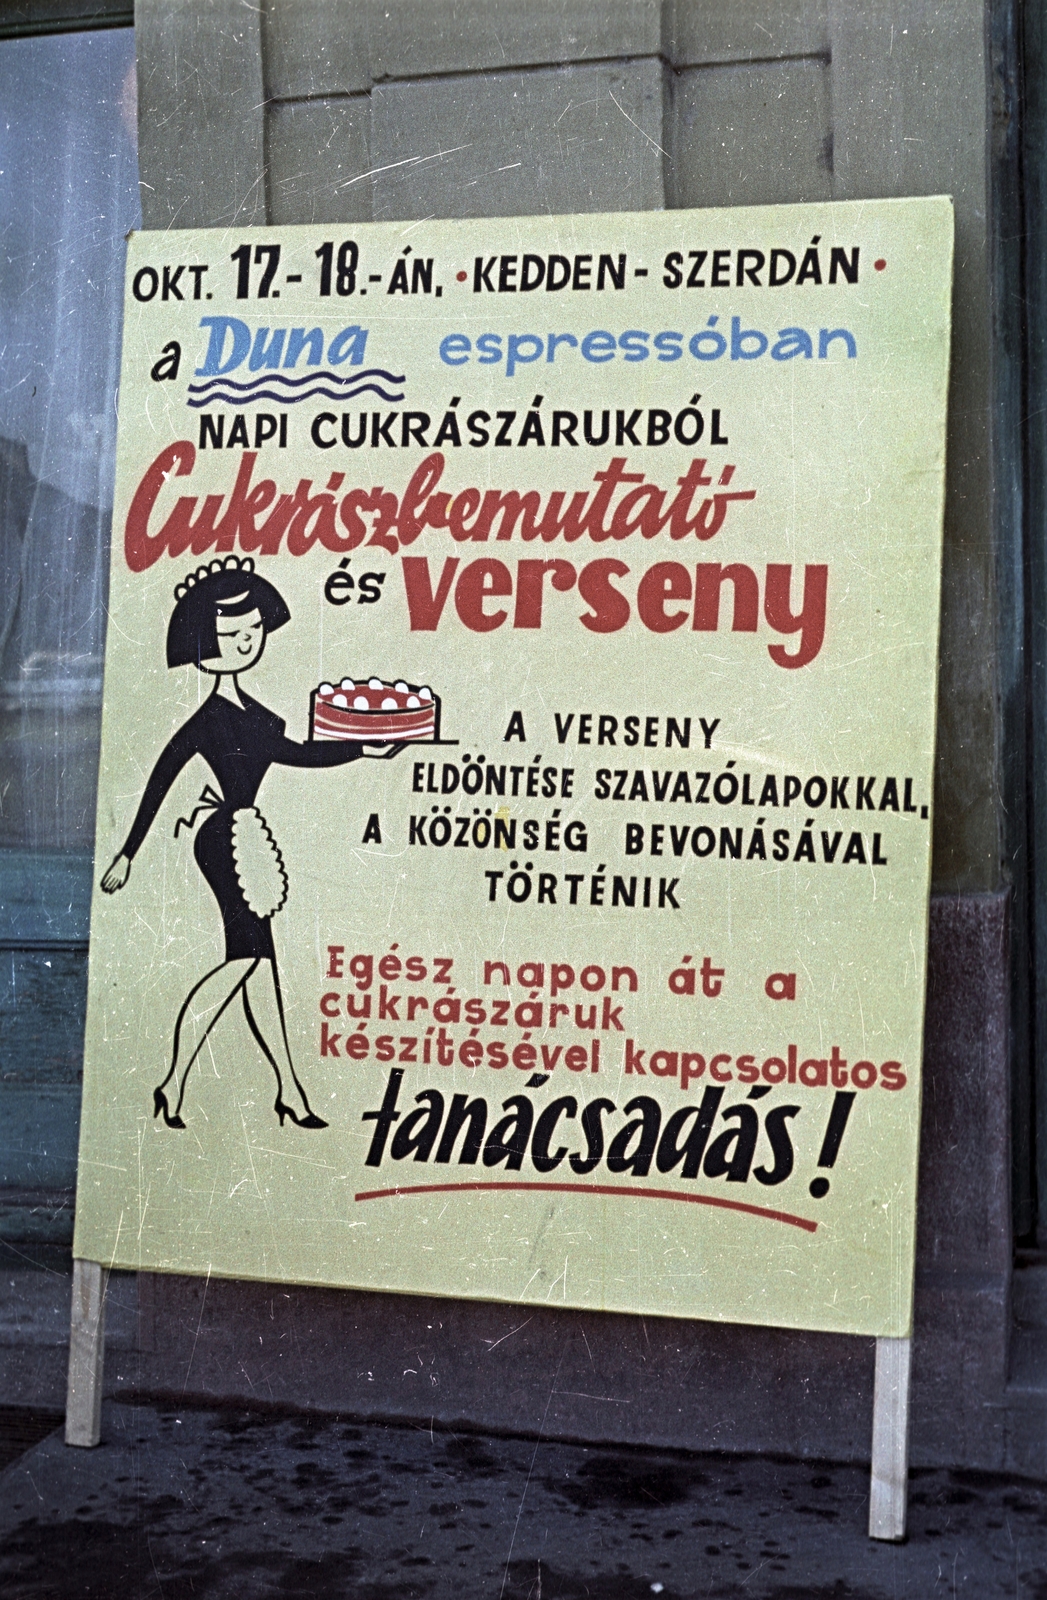 OKT. 17.-18.-ÁN, • KEDDEN - SZERDÁN •
a Duna espressóban
NAPI CUKRÁSZÁRUKBÓL
Cukrászbemutató
és verseny
A VERSENY
ELDÖNTÉSE SZAVAZÓLAPOKKAL,
A KÖZÖNSÉG BEVONÁSÁVAL
TÖRTÉNIK
Egész napon át a
cukrászáruk
készítésével kapcsolatos
tanácsadás!